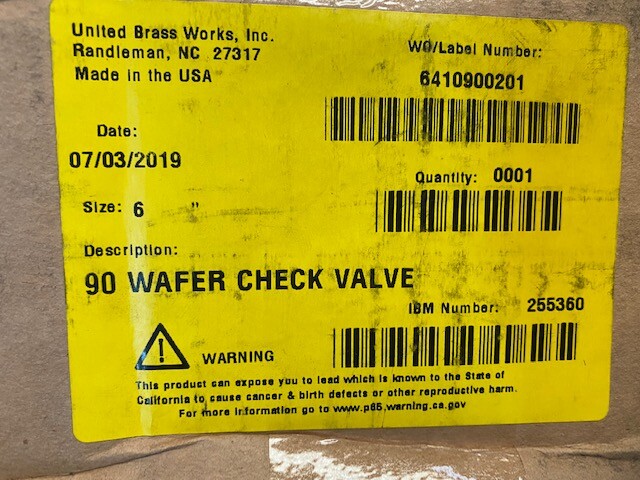 United Brass Works, Inc.
Randleman, NC 27317
Made in the USA
WO/Label Number:
6410900201
Date:
07/03/2019
Quantity: 0001
Size: 6 "
Description:
90 WAFER CHECK VALVE
IBM Number: 255360
WARNING
This product can expose you to lead which is known to the State of
California to cause cancer & birth defects or other reproductive harm.
For more information go to www.p65.warning.ca.gov